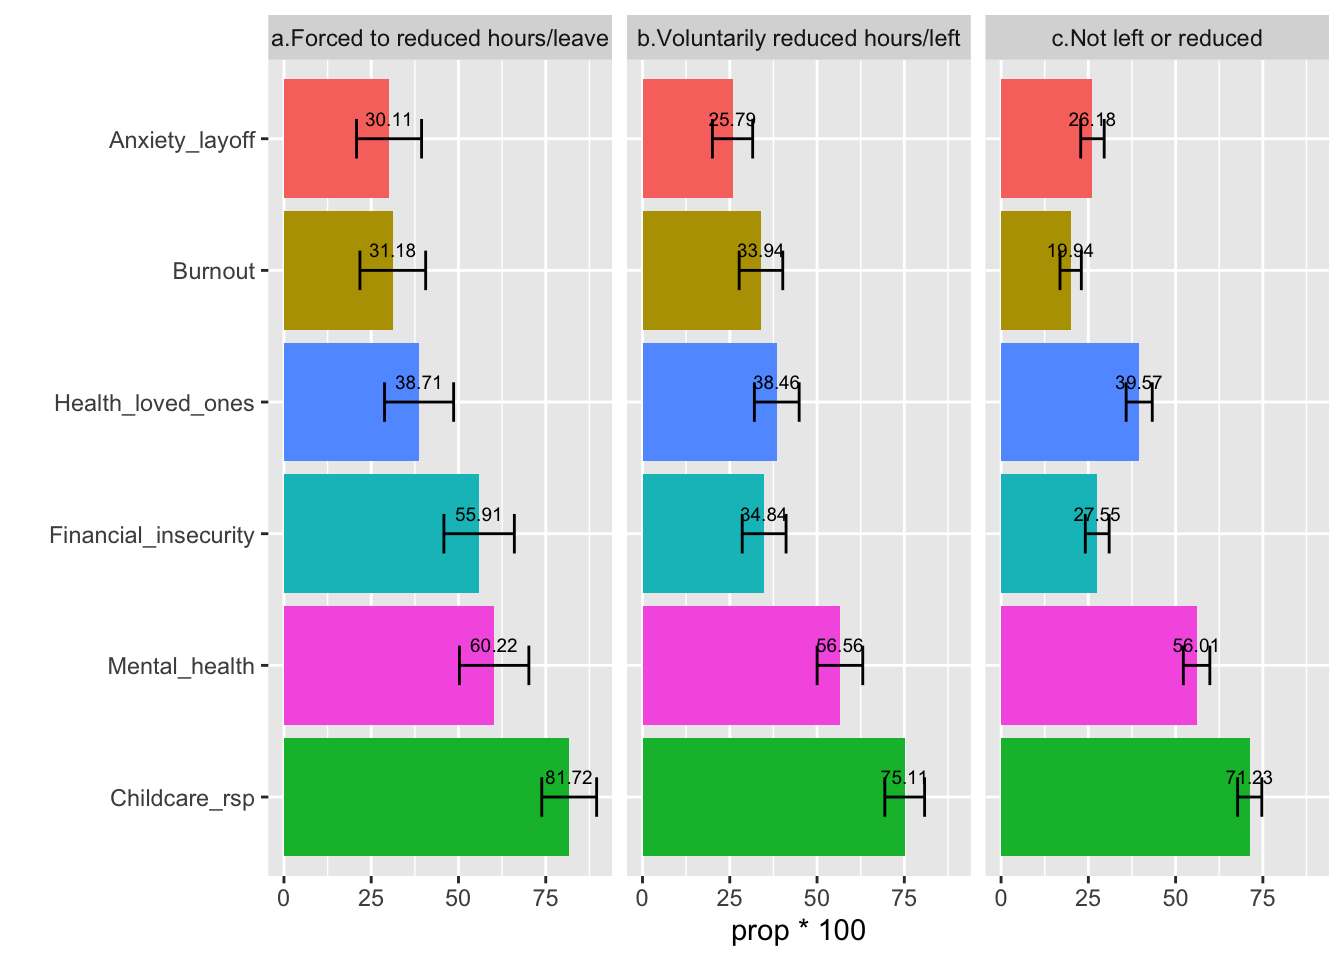 a.Forced to reduced hours/leave
b.Voluntarily reduced hours/left
c.Not left or reduced
Anxiety_layoff
30.11
25.79
26.18
Burnout
31.18
33.94
19.94
Health_loved_ones
38.71
38.46
39.57
Financial_insecurity
55.91
34.84
27.55
Mental_health
60.22
56.56
56.01
Childcare_rsp
81.72
75.11
71.23
0 25 50 75
0 25 50 75
0 25 50 75
prop * 100